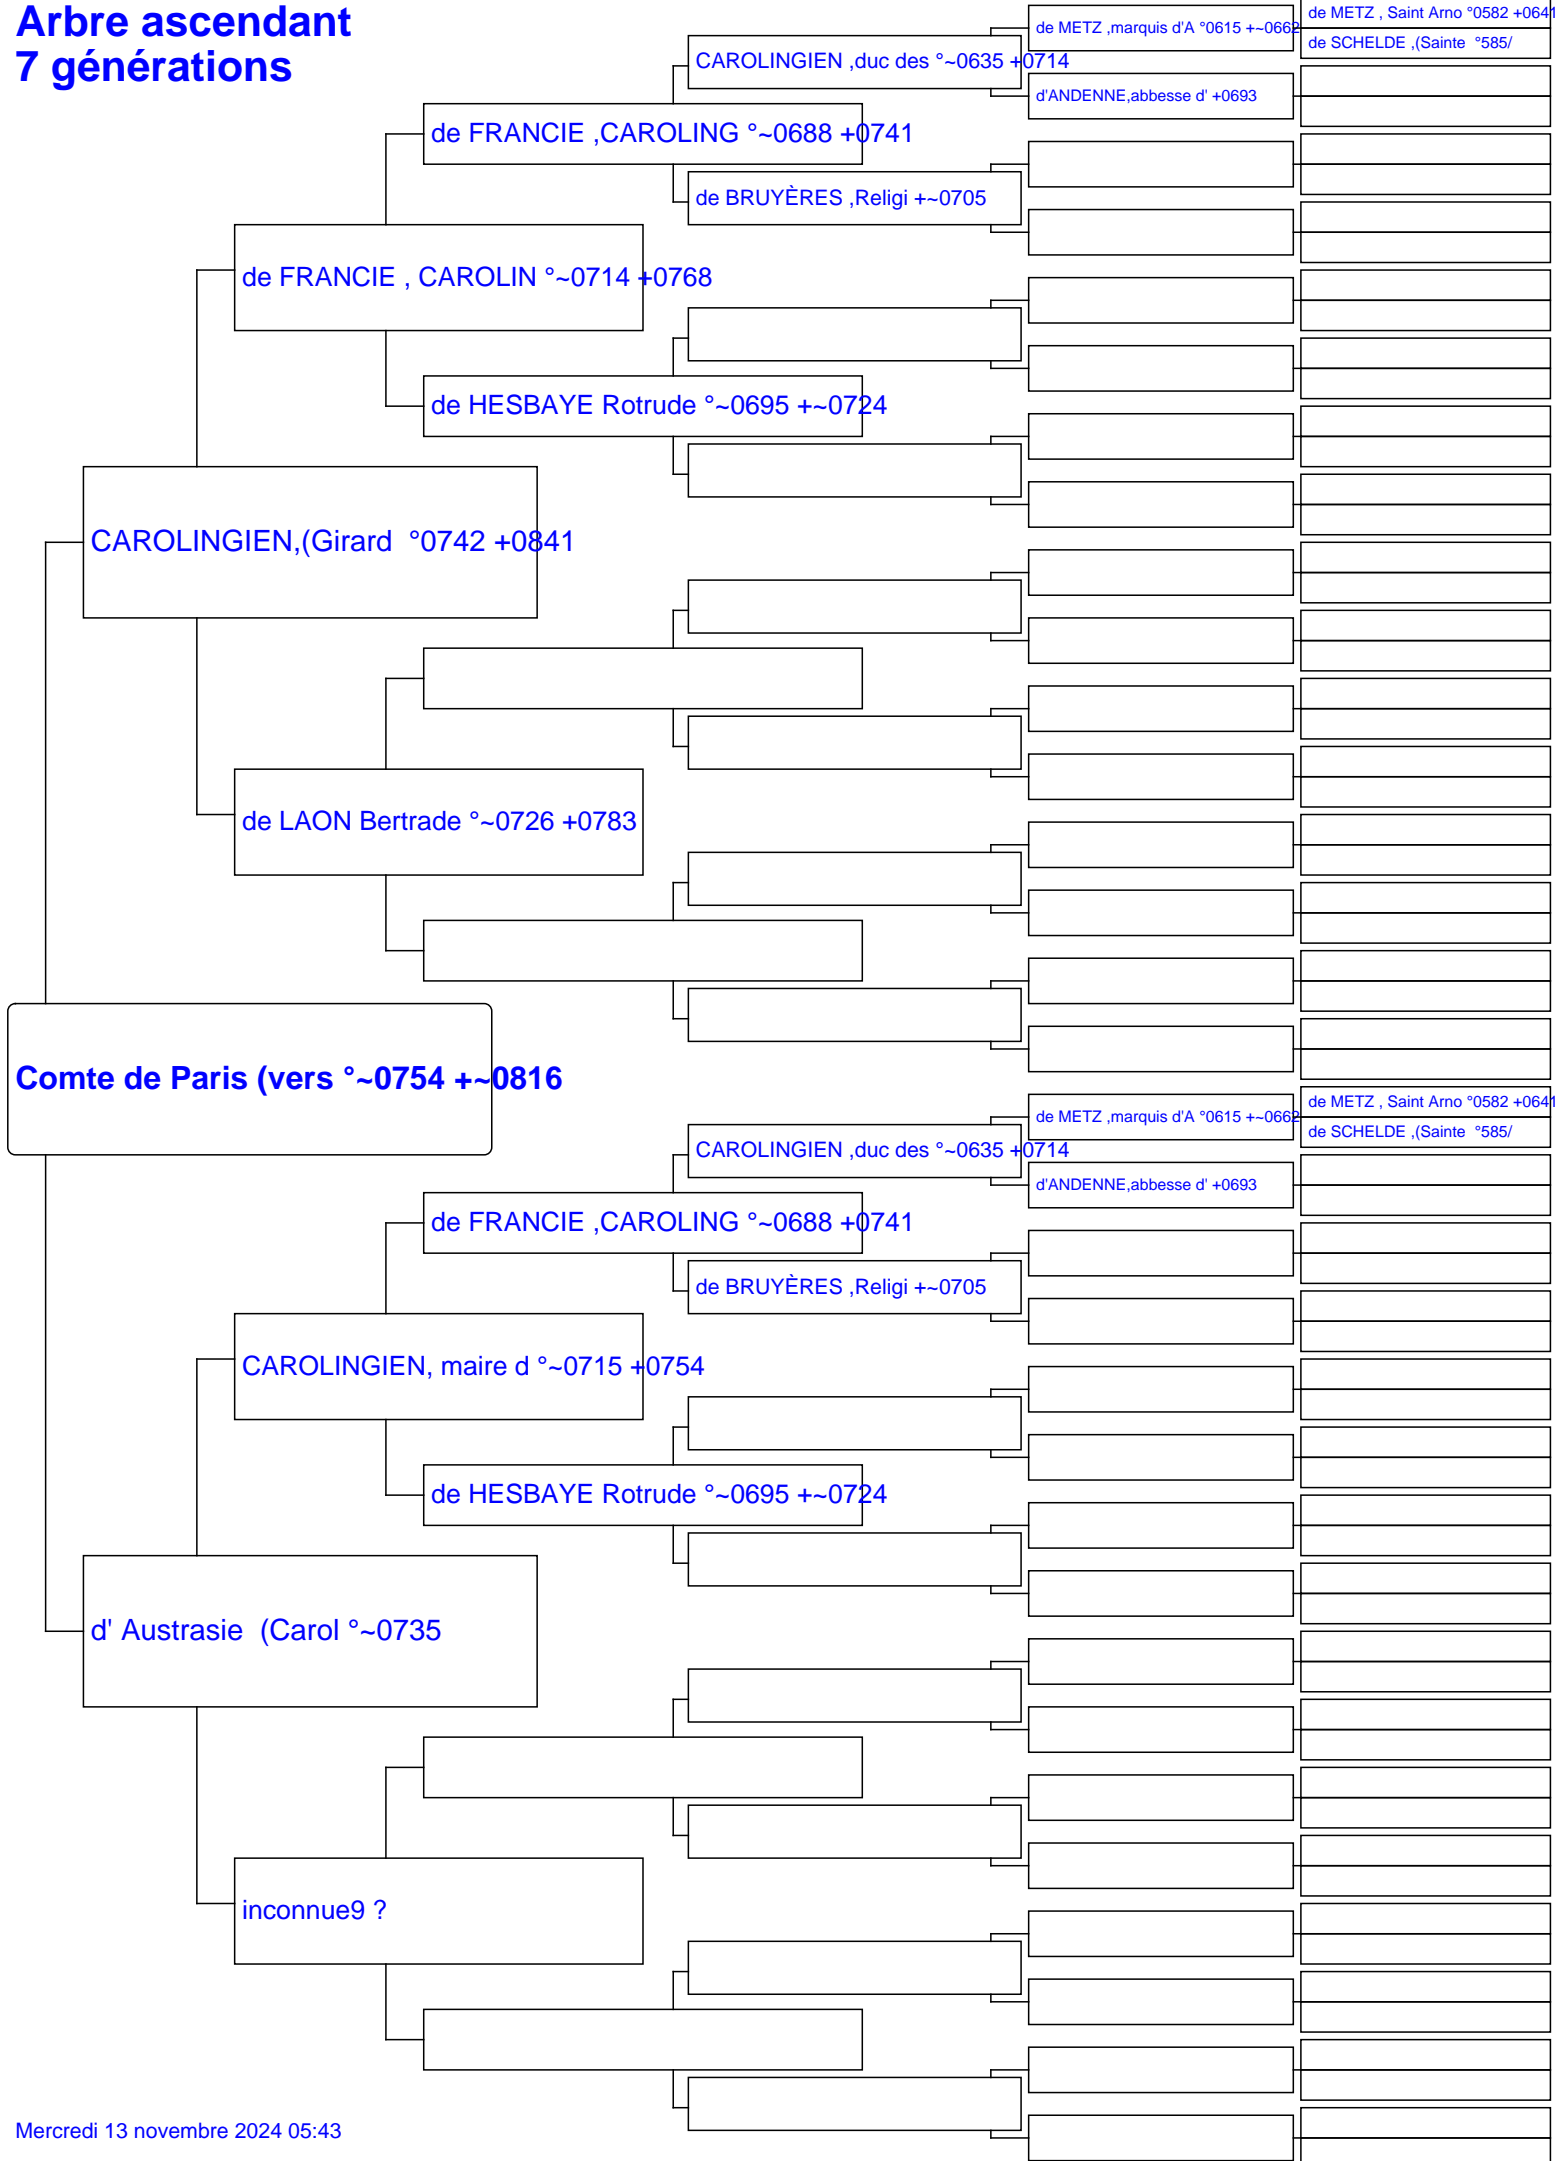 Arbre ascendant
7 générations
de METZ , Saint Arno °0582 +0641
de METZ ,marquis d'A °0615 +~0662
de SCHELDE ,(Sainte °585/
CAROLINGIEN ,duc des °~0635 +0714
d'ANDENNE,abbesse d' +0693
de FRANCIE ,CAROLING °~0688 +0741
de BRUYÈRES ,Religi +~0705
de FRANCIE , CAROLIN °~0714 +0768
de HESBAYE Rotrude °~0695 +~0724
CAROLINGIEN,(Girard °0742 +0841
de LAON Bertrade °~0726 +0783
Comte de Paris (vers °~0754 +~0816
de METZ , Saint Arno °0582 +0641
de METZ ,marquis d'A °0615 +~0662
de SCHELDE ,(Sainte °585/
CAROLINGIEN ,duc des °~0635 +0714
d'ANDENNE,abbesse d' +0693
de FRANCIE ,CAROLING °~0688 +0741
de BRUYÈRES ,Religi +~0705
CAROLINGIEN, maire d °~0715 +0754
de HESBAYE Rotrude °~0695 +~0724
d' Austrasie (Carol °~0735
inconnue9 ?
Mercredi 13 novembre 2024 05:43